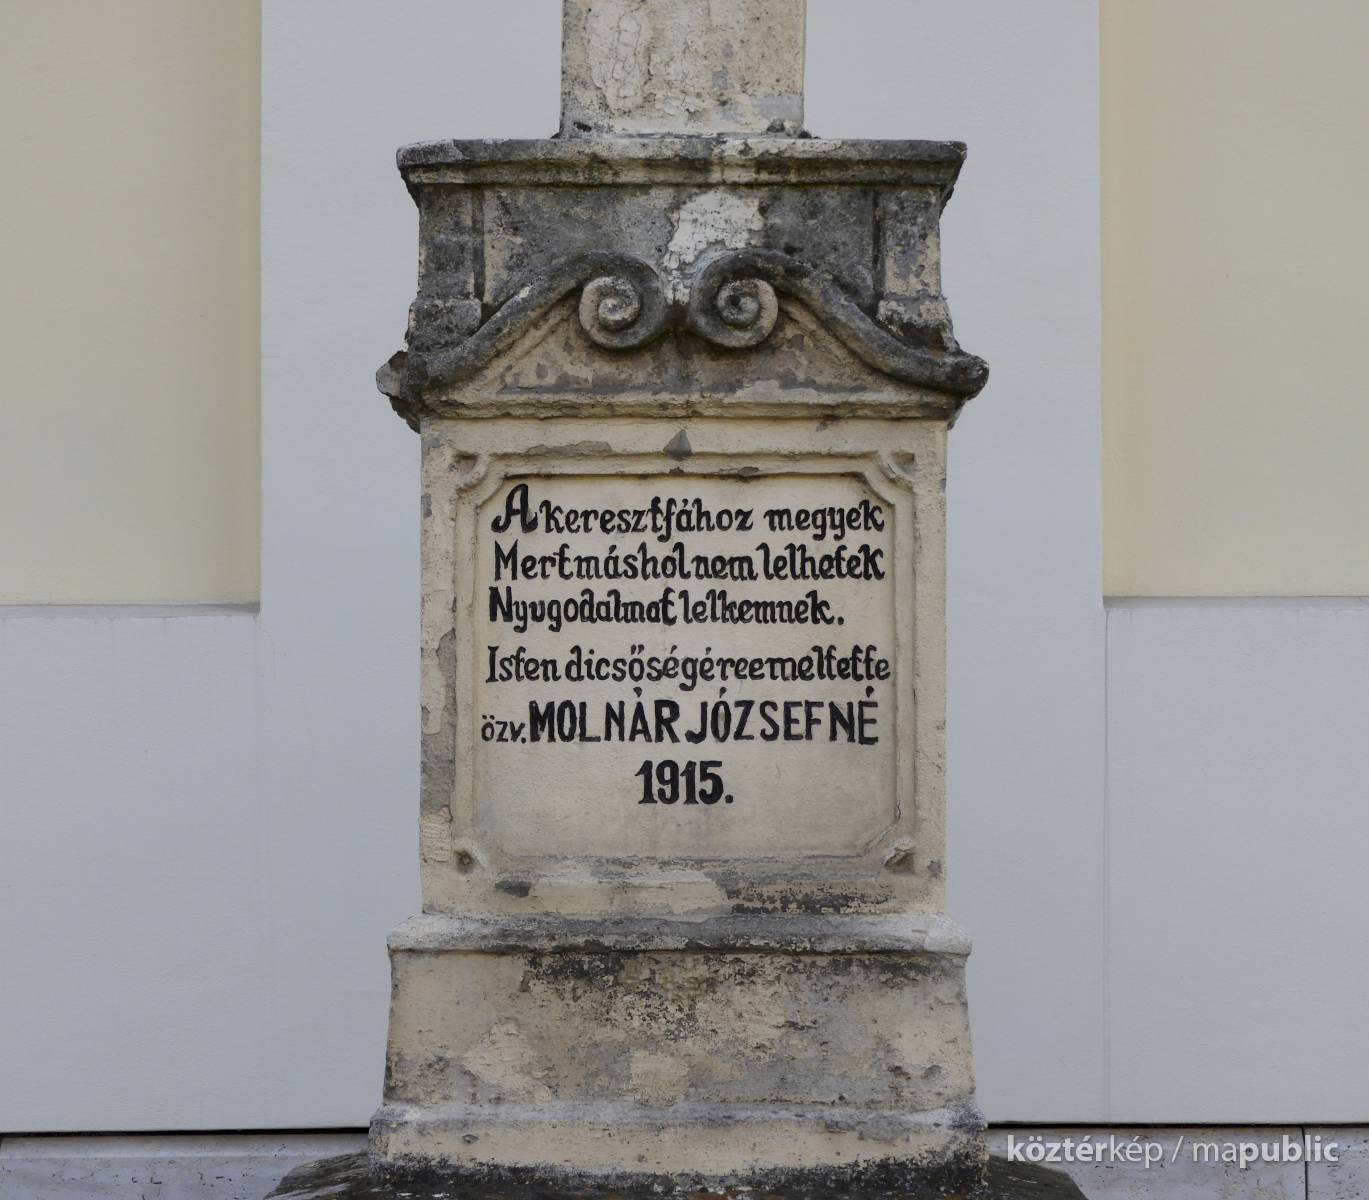 A keresztfához megyek
Mert máshol nem lelhetek
Nyugodalmat lelkemnek.
Isten dicsőségére emeltette
özv. MOLNÁR JÓZSEFNÉ
1915.
köztérkép / mapublic